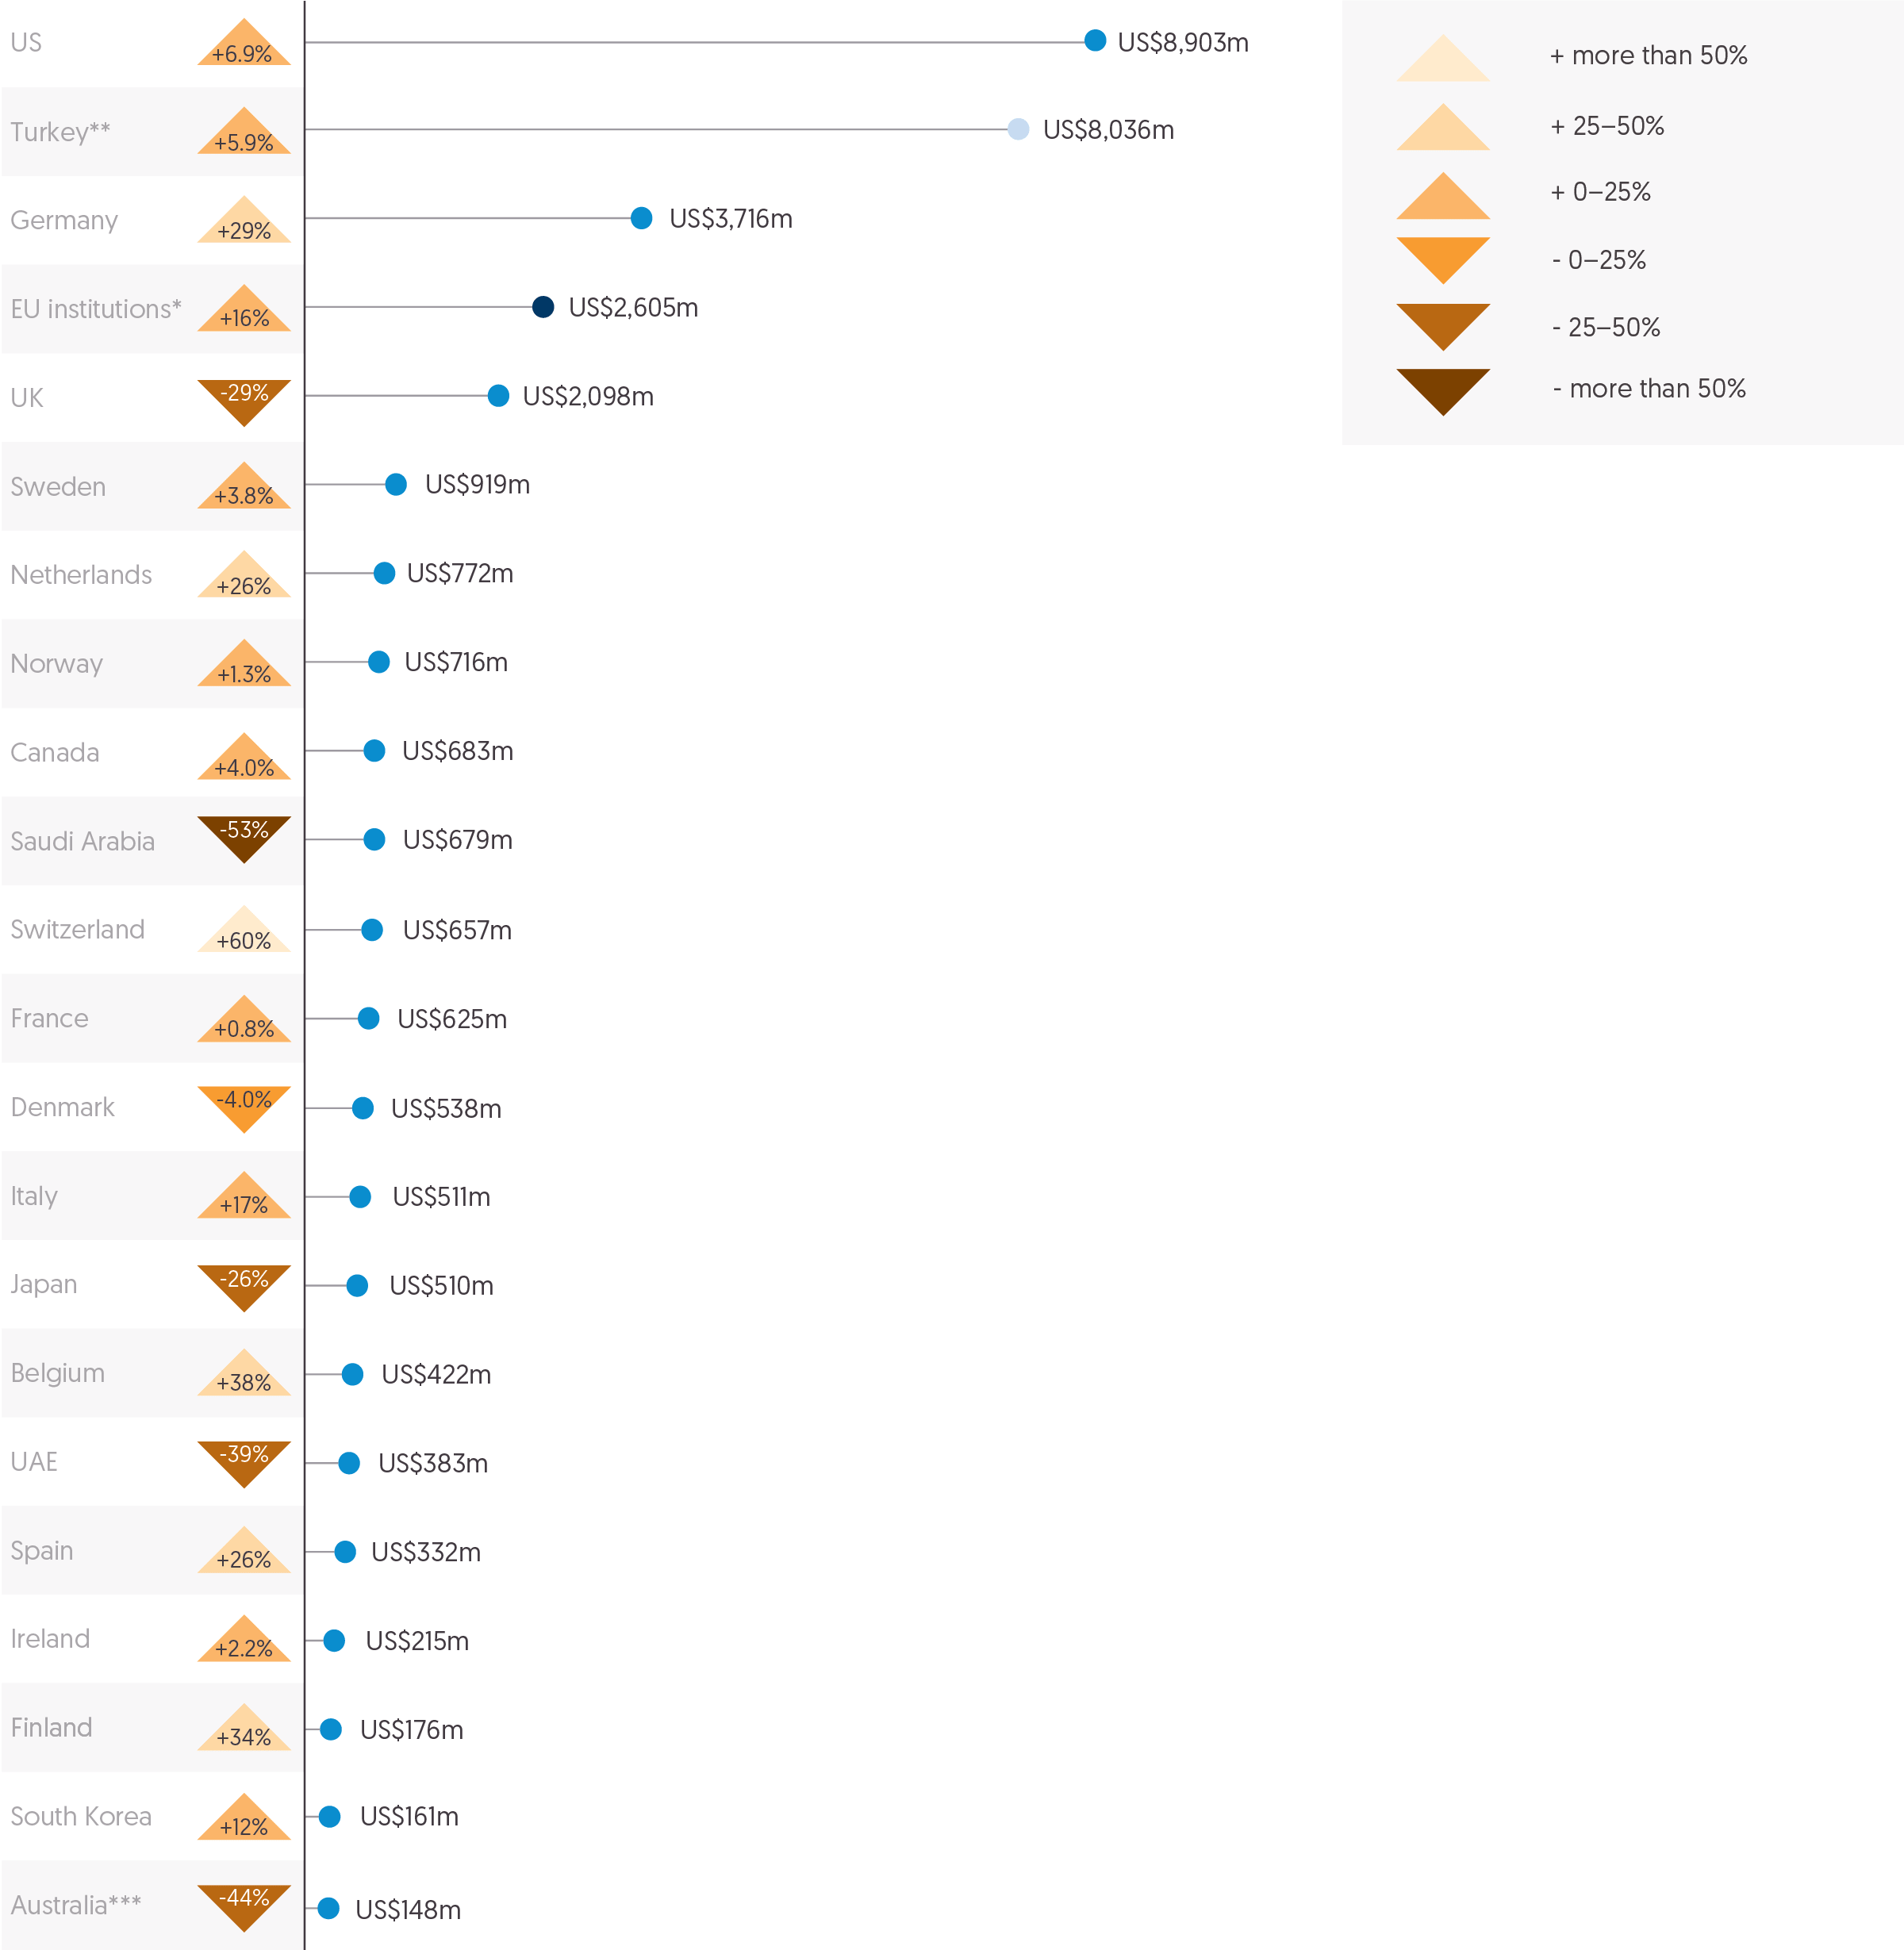 US +6.9% US$8,903m
Turkey** +5.9% US$8,036m
Germany +29% US$3,716m
EU institutions* +16% US$2,605m
UK -29% US$2,098m
Sweden +3.8% US$919m
Netherlands +26% US$772m
Norway +1.3% US$716m
Canada +4.0% US$683m
Saudi Arabia -53% US$679m
Switzerland +60% US$657m
France +0.8% US$625m
Denmark -4.0% US$538m
Italy +17% US$511m
Japan -26% US$510m
Belgium +38% US$422m
UAE -39% US$383m
Spain +26% US$332m
Ireland +2.2% US$215m
Finland +34% US$176m
South Korea +12% US$161m
Australia*** -44% US$148m
+ more than 50%
+ 25–50%
+ 0–25%
- 0–25%
- 25–50%
- more than 50%